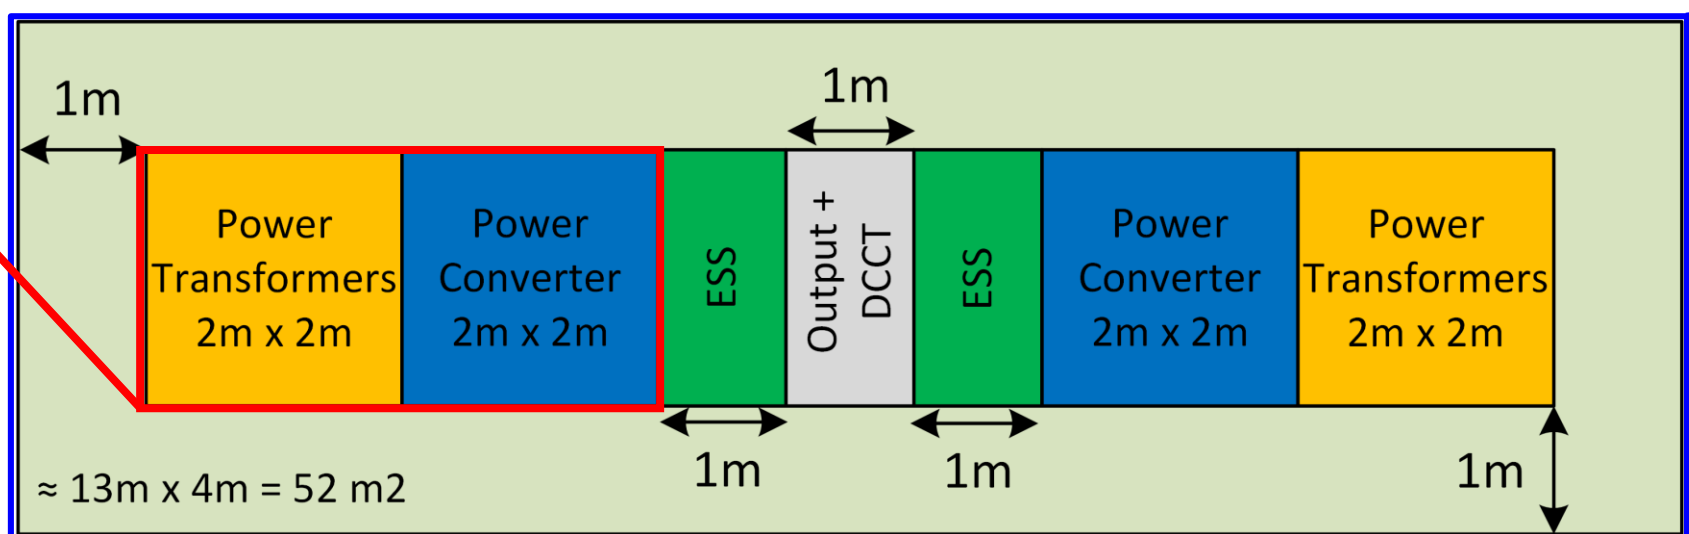 1m
1m
Power
Transformers
2m x 2m
Power
Converter
2m x 2m
ESS
Output +
DCCT
ESS
Power
Converter
2m x 2m
Power
Transformers
2m x 2m
1m
1m
1m
≈ 13m x 4m = 52 m2